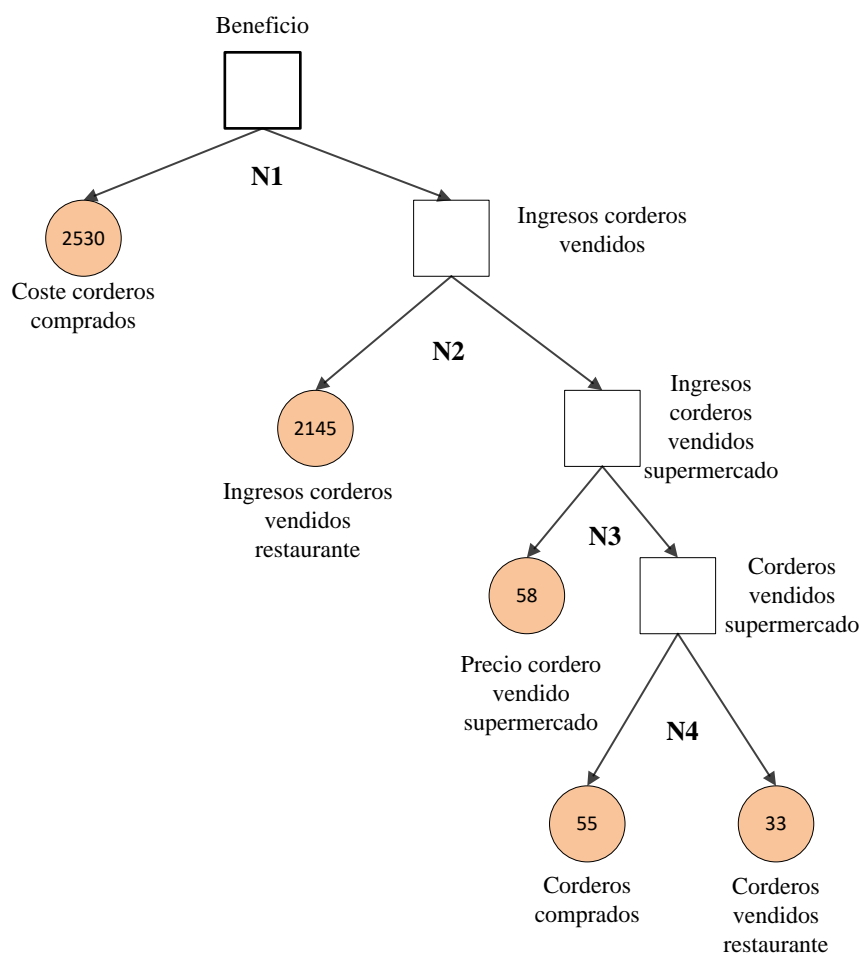 Beneficio
N1
2530
Coste corderos
comprados
Ingresos corderos
vendidos
N2
2145
Ingresos corderos
vendidos
restaurante
Ingresos
corderos
vendidos
supermercado
N3
58
Precio cordero
vendido
supermercado
Corderos
vendidos
supermercado
N4
55
Corderos
comprados
33
Corderos
vendidos
restaurante